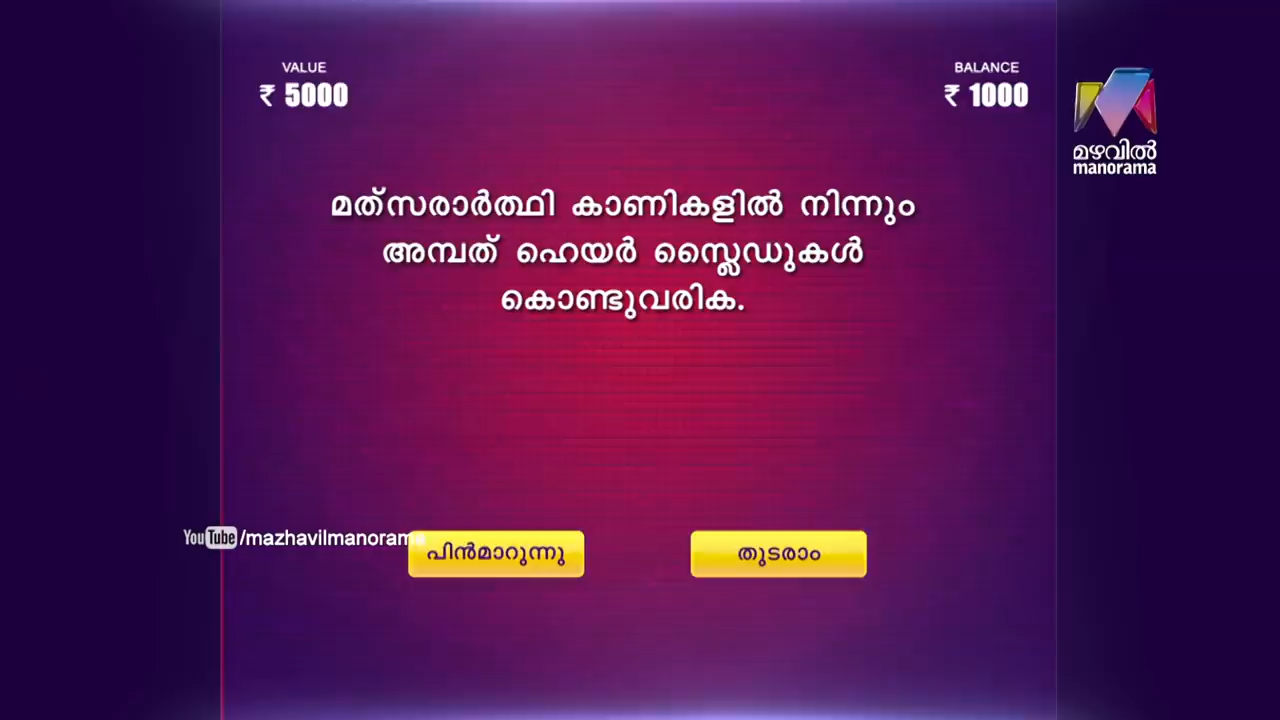 VALUE
₹ 5000
BALANCE
₹ 1000
മഴവിൽ
manorama
മത്സരാർത്ഥി കാണികളിൽ നിന്നും
അമ്പത് ഹെയർ സ്ലൈഡുകൾ
കൊണ്ടുവരിക.
YouTube/mazhavilmanorama
പിൻമാറുന്നു
തുടരാം